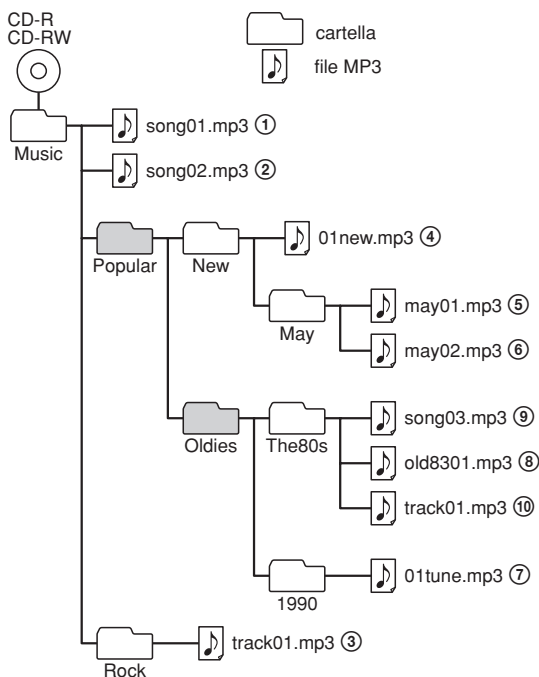 CD-R
CD-RW
cartella
file MP3
Music
song01.mp3 ①
song02.mp3 ②
Popular
New
01new.mp3 ④
May
may01.mp3 ⑤
may02.mp3 ⑥
Oldies
The80s
song03.mp3 ⑨
old8301.mp3 ⑧
track01.mp3 ⑩
1990
01tune.mp3 ⑦
Rock
track01.mp3 ③